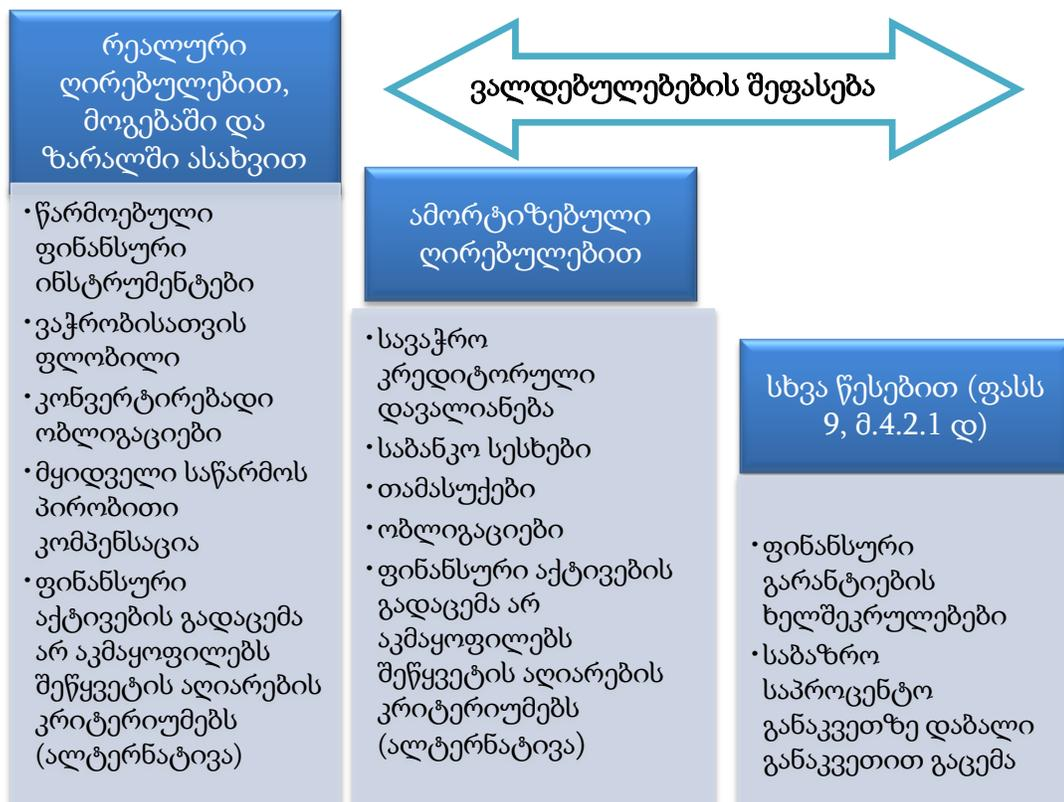 რეალური
ღირებულებით,
მოგებაში და
ზარალში ასახვით
ვალდებულებების შეფასება
·წარმოებული
ფინანსური
ინსტრუმენტები
·ვაჭრობისათვის
ფლობილი
·კონვერტირებადი
ობლიგაციები
·მყიდველი საწარმოს
პირობითი
კომპენსაცია
·ფინანსური
აქტივების გადაცემა
არ აკმაყოფილებს
შეწყვეტის აღიარების
კრიტერიუმებს
(ალტერნატივა)
ამორტიზებული
ღირებულებით
·სავაჭრო
კრედიტორული
დავალიანება
·საბანკო სესხები
·თამასუქები
·ობლიგაციები
·ფინანსური აქტივების
გადაცემა არ
აკმაყოფილებს
შეწყვეტის აღიარების
კრიტერიუმებს
(ალტერნატივა)
სხვა წესებით (ფასს
9, მ.4.2.1 დ)
·ფინანსური
გარანტიების
ხელშეკრულებები
·საბაზრო
საპროცენტო
განაკვეთზე დაბალი
განაკვეთით გაცემა